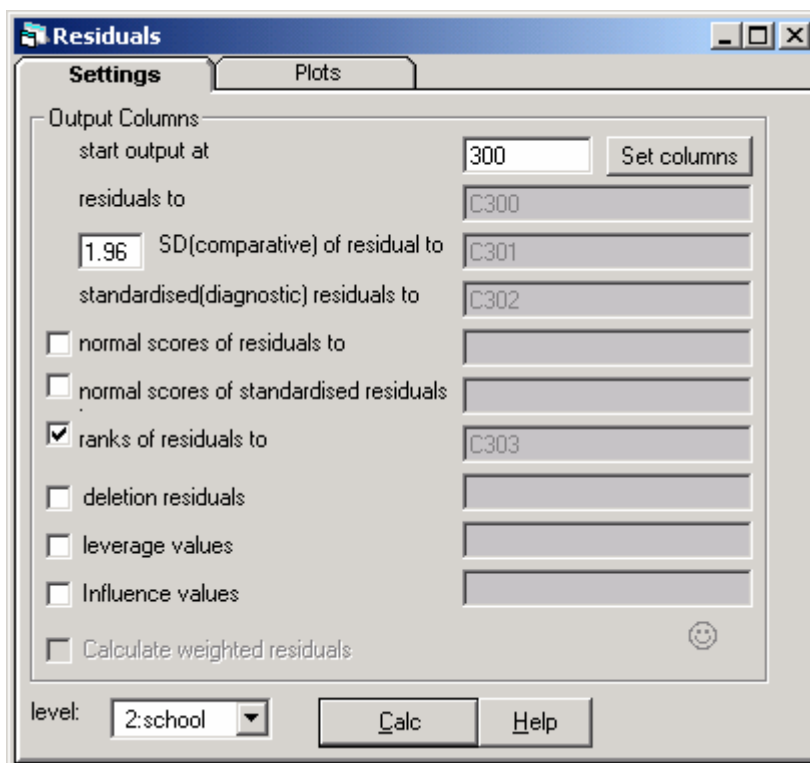 Residuals
Settings Plots
Output Columns
start output at 300 Set columns
residuals to C300
1.96 SD(comparative) of residual to C301
standardised(diagnostic) residuals to C302
normal scores of residuals to
normal scores of standardised residuals
ranks of residuals to C303
deletion residuals
leverage values
Influence values
Calculate weighted residuals
level: 2:school Calc Help